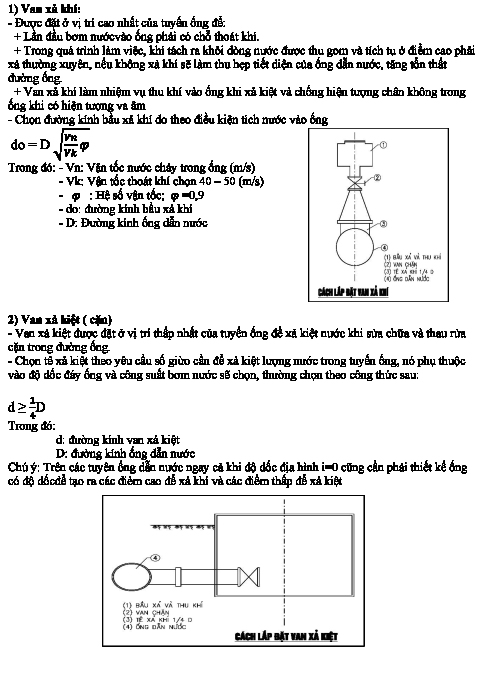 1) Van xả khí:
- Được đặt ở vị trí cao nhất của tuyến ống để:
+ Lần đầu bơm nướcvào ống phải có chỗ thoát khí.
+ Trong quá trình làm việc, khí tách ra khỏi dòng nước được thu gom và tích tụ ở điểm cao phải
xả thường xuyên, nếu không xả khí sẽ làm thu hẹp tiết diện của ống dẫn nước, tăng tổn thất
đường ống.
+ Van xả khí làm nhiệm vụ thu khí vào ống khi xả kiệt và chống hiện tượng chân không trong
ống khi có hiện tượng va âm
- Chọn đường kính bầu xả khí do theo điều kiện tích nước vào ống
do = D √(Vn/Vk) φ
Trong đó: - Vn: Vận tốc nước chảy trong ống (m/s)
- Vk: Vận tốc thoát khí chọn 40 – 50 (m/s)
- φ : Hệ số vận tốc; φ =0,9
- do: đường kính bầu xả khí
- D: Đường kính ống dẫn nước
(1)
(2)
(3)
(4)
(1) BẦU XẢ VÀ THU KHÍ
(2) VAN CHẶN
(3) TÊ XẢ KHÍ 1/4 D
(4) ỐNG DẪN NƯỚC
CÁCH LẮP ĐẶT VAN XẢ KHÍ
2) Van xả kiệt ( cặn)
- Van xả kiệt được đặt ở vị trí thấp nhất của tuyến ống để xả kiệt nước khi sửa chữa và thau rửa
cặn trong đường ống.
- Chọn tê xả kiệt theo yêu cầu số giờo cần để xả kiệt lượng nước trong tuyến ống, nó phụ thuộc
vào độ dốc đáy ống và công suất bơm nước sẽ chọn, thường chọn theo công thức sau:
d ≥ 1/4 D
Trong đó:
d: đường kính van xả kiệt
D: đường kính ống dẫn nước
Chú ý: Trên các tuyên ống dẫn nước ngay cả khi độ dốc địa hình i=0 cũng cần phải thiết kế ống
có độ dốcđể tạo ra các điểm cao để xả khí và các điểm thấp để xả kiệt
(4)
(1) BẦU XẢ VÀ THU KHÍ
(2) VAN CHẶN
(3) TÊ XẢ KHÍ 1/4 D
(4) ỐNG DẪN NƯỚC
CÁCH LẮP ĐẶT VAN XẢ KIỆT